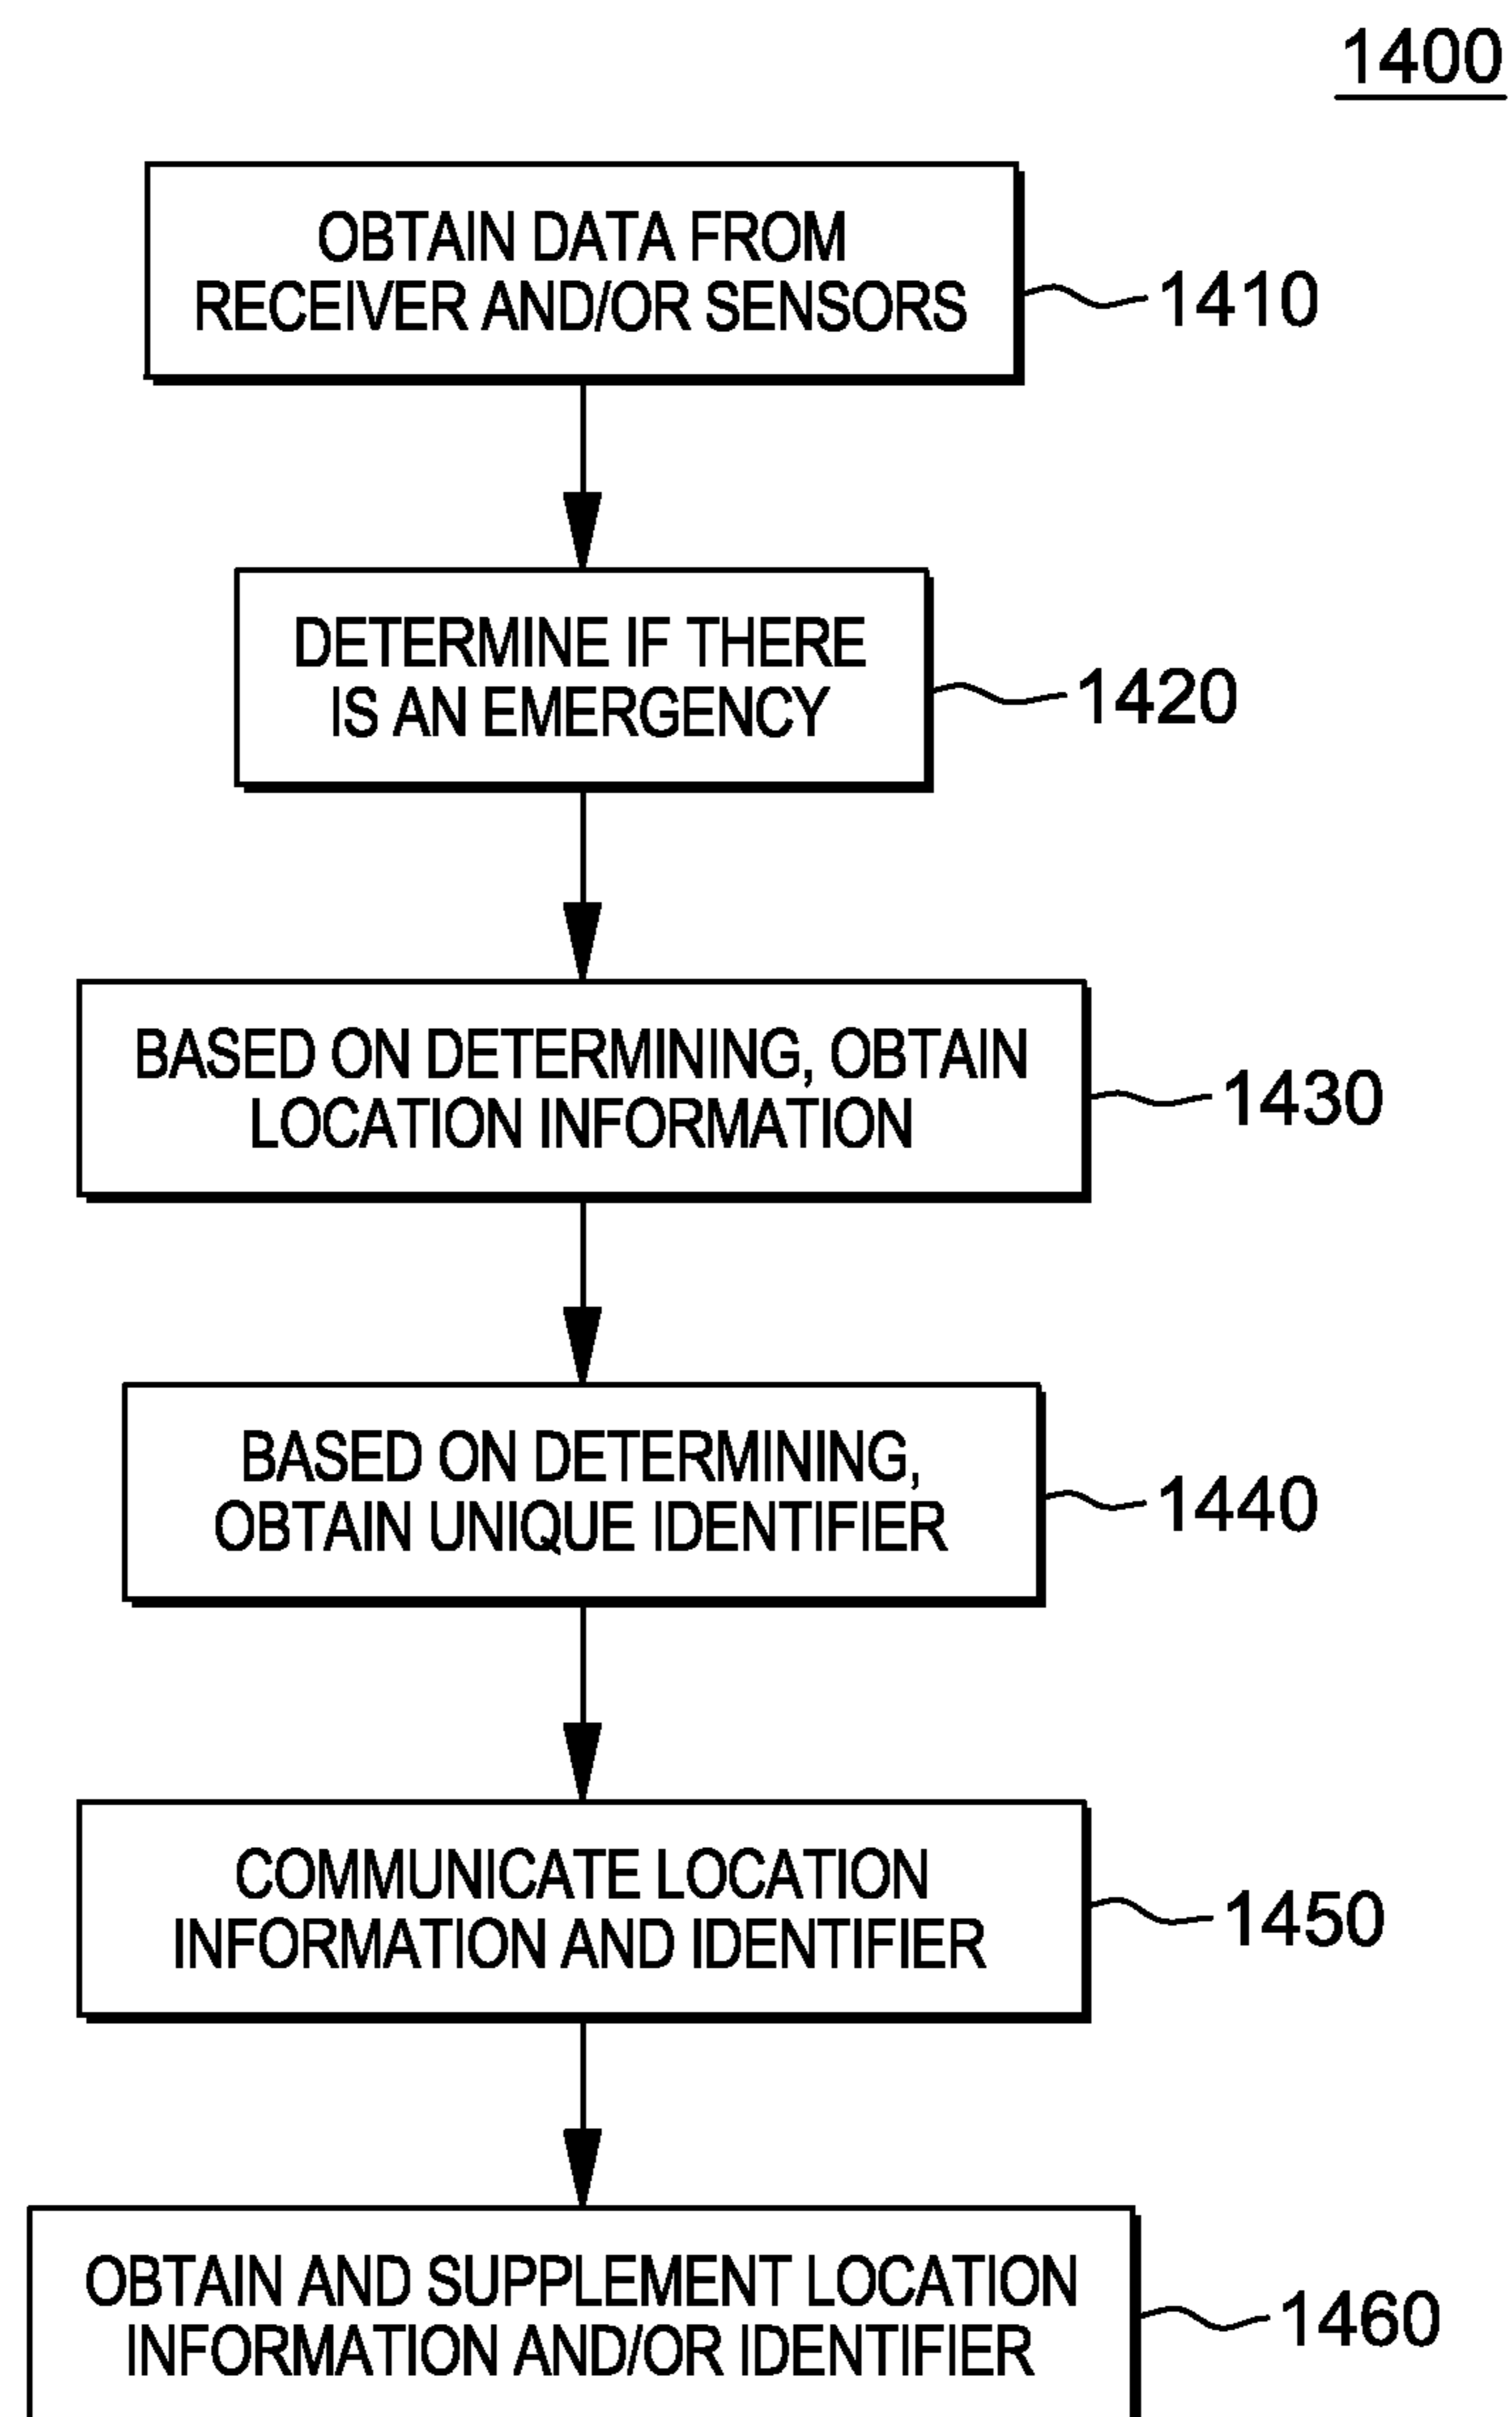 1400
OBTAIN DATA FROM
RECEIVER AND/OR SENSORS
1410
DETERMINE IF THERE
IS AN EMERGENCY
1420
BASED ON DETERMINING, OBTAIN
LOCATION INFORMATION
1430
BASED ON DETERMINING,
OBTAIN UNIQUE IDENTIFIER
1440
COMMUNICATE LOCATION
INFORMATION AND IDENTIFIER
1450
OBTAIN AND SUPPLEMENT LOCATION
INFORMATION AND/OR IDENTIFIER
1460